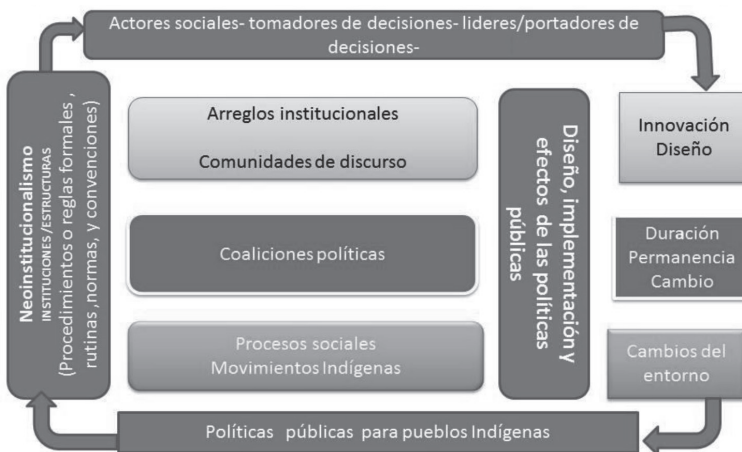 Actores sociales- tomadores de decisiones- lideres/portadores de
decisiones-
Neoinstitucionalismo
INSTITUCIONES/ESTRUCTURAS
(Procedimientos o reglas formales ,
rutinas ,normas, y convenciones)
Arreglos institucionales
Comunidades de discurso
Coaliciones políticas
Procesos sociales
Movimientos Indígenas
Diseño, implementación y
efectos de las políticas
públicas
Innovación
Diseño
Duración
Permanencia
Cambio
Cambios del
entorno
Políticas públicas para pueblos Indígenas